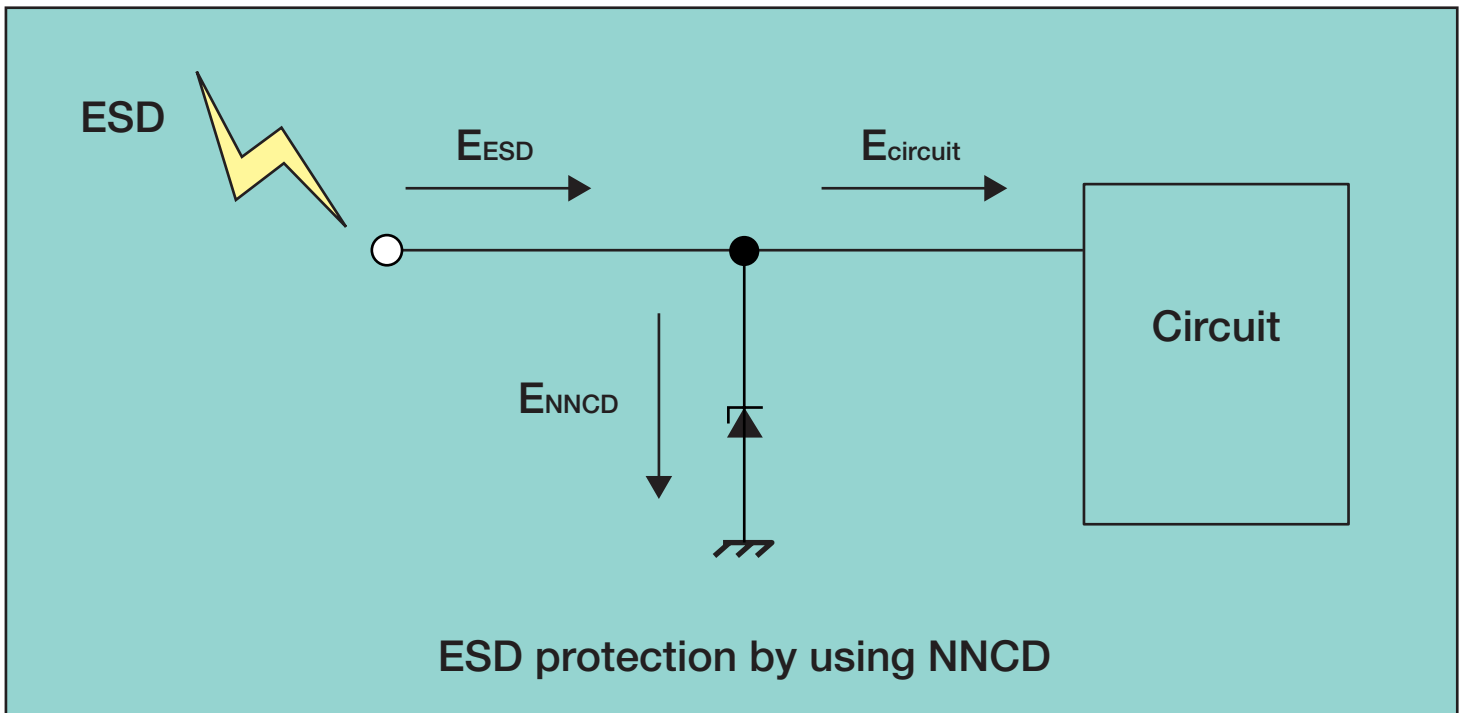 ESD
EESD
Ecircuit
Circuit
ENNCD
ESD protection by using NNCD